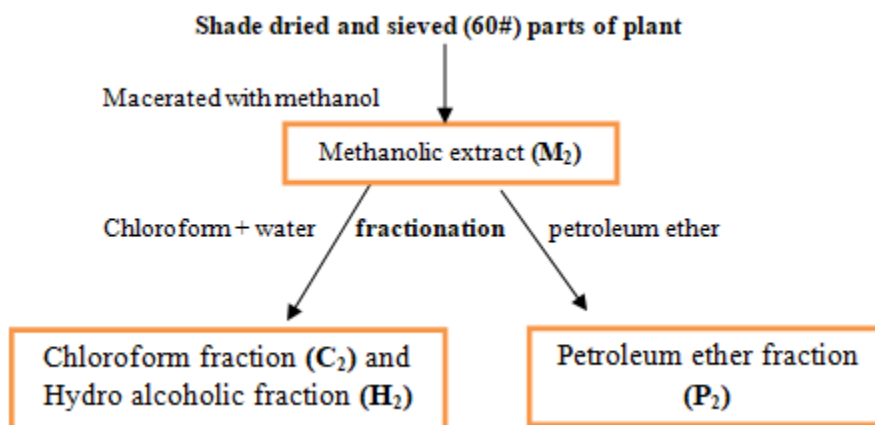 Shade dried and sieved (60#) parts of plant
Macerated with methanol
Methanolic extract (M₂)
Chloroform + water fractionation petroleum ether
Chloroform fraction (C₂) and
Hydro alcoholic fraction (H₂)
Petroleum ether fraction
(P₂)